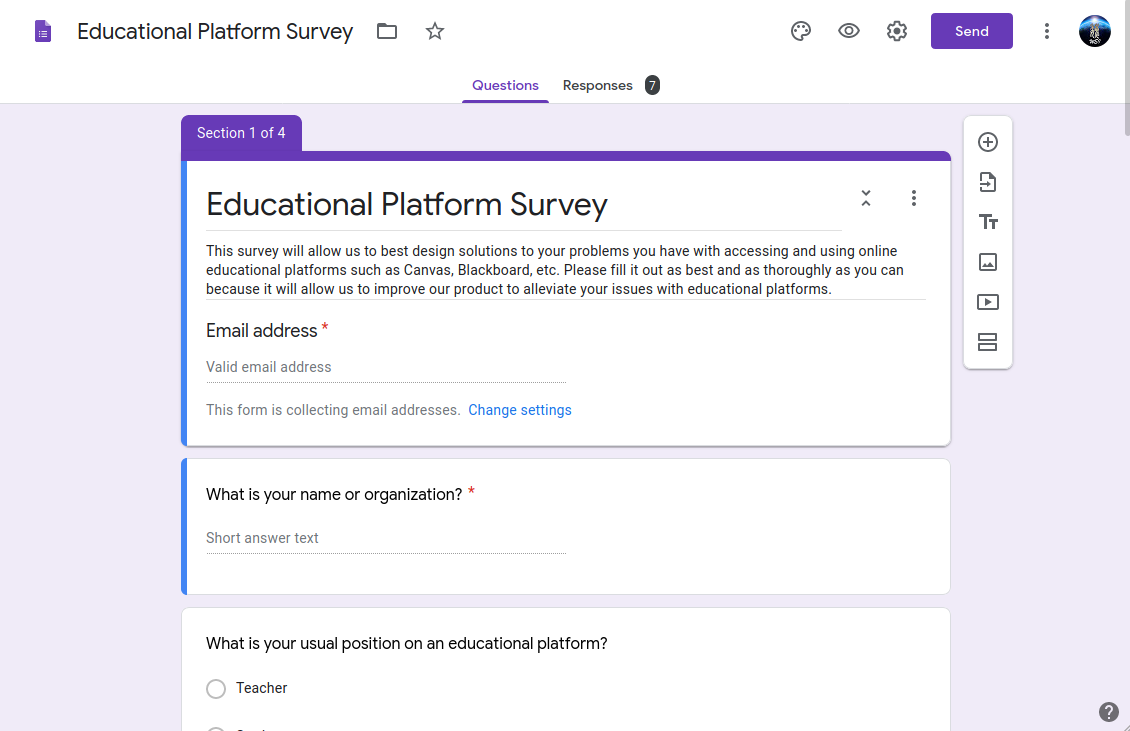 Educational Platform Survey
Send
Questions
Responses 7
Section 1 of 4
Educational Platform Survey
This survey will allow us to best design solutions to your problems you have with accessing and using online
educational platforms such as Canvas, Blackboard, etc. Please fill it out as best and as thoroughly as you can
because it will allow us to improve our product to alleviate your issues with educational platforms.
Email address *
Valid email address
This form is collecting email addresses. Change settings
What is your name or organization? *
Short answer text
What is your usual position on an educational platform?
Teacher